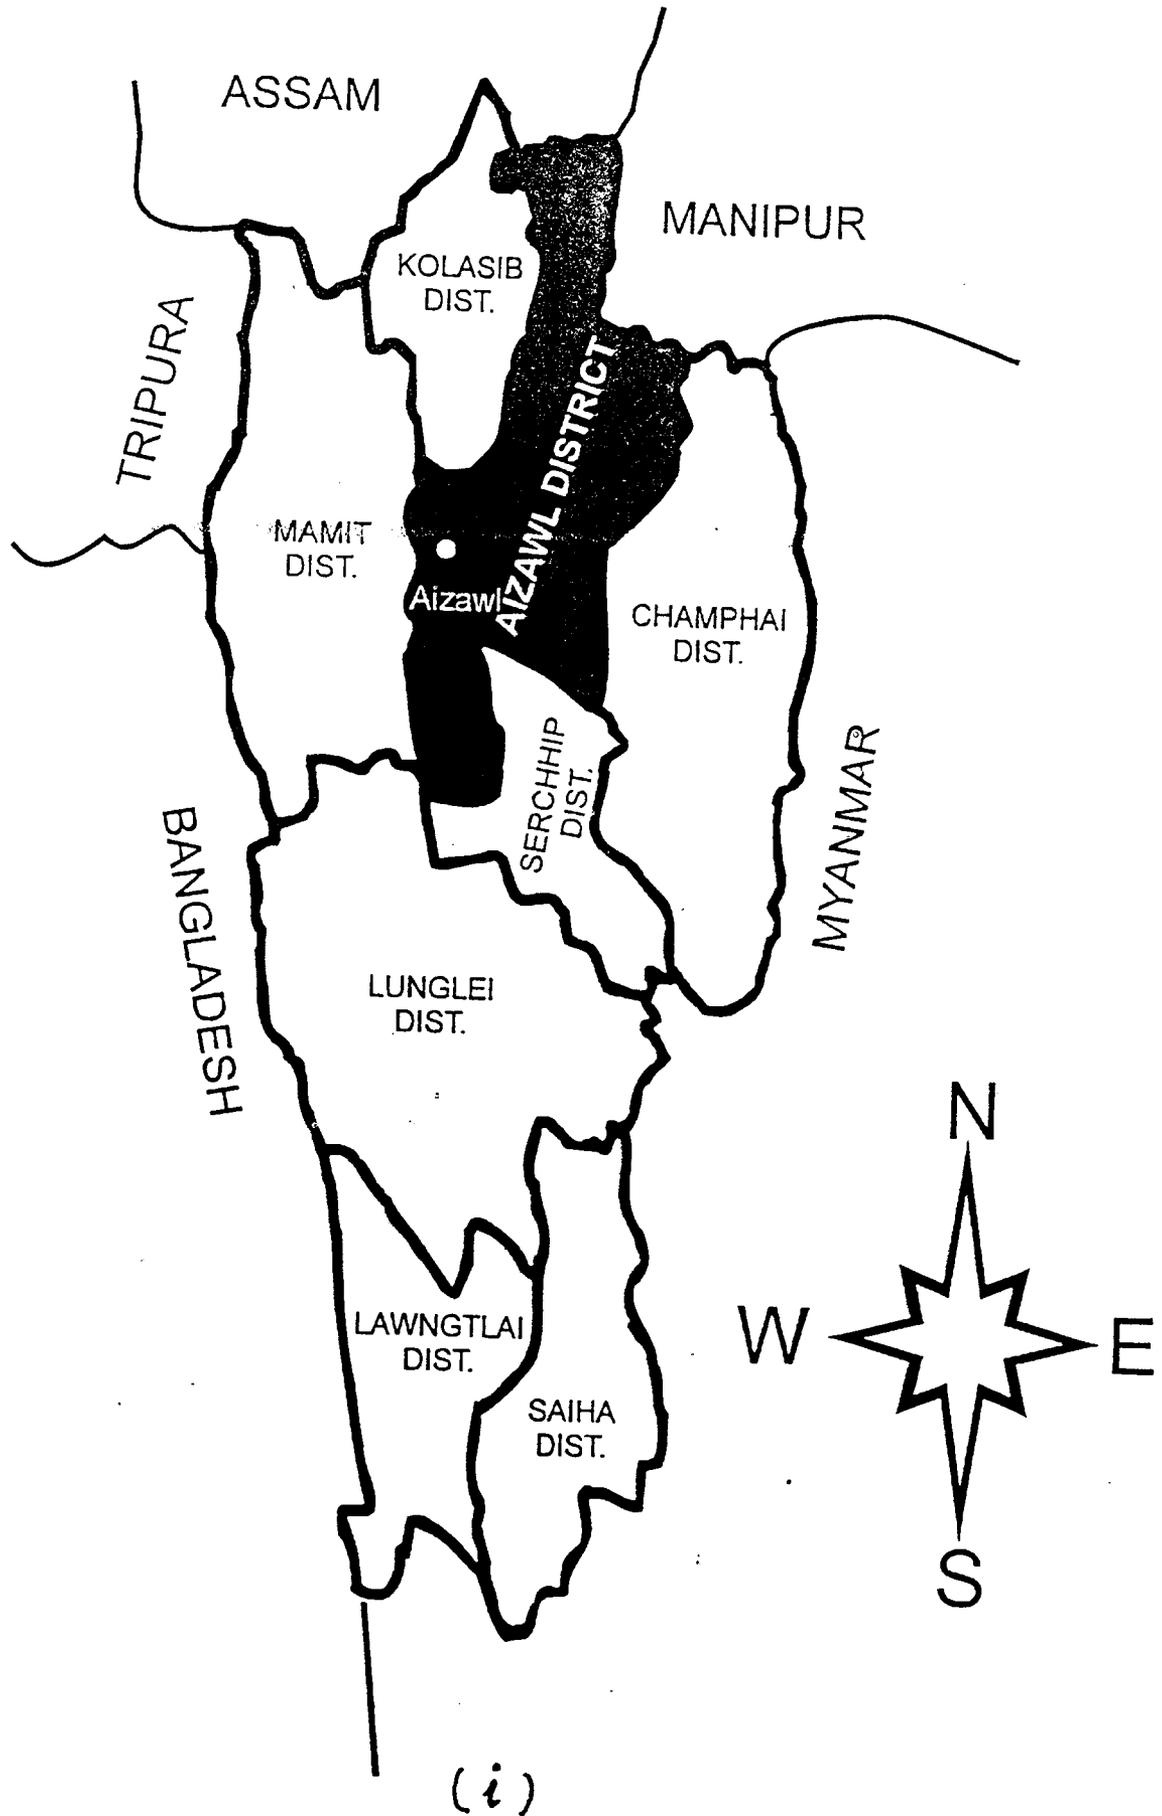 ASSAM
MANIPUR
KOLASIB
DIST.
TRIPURA
AIZAWL DISTRICT
MAMIT
DIST.
Aizawl
CHAMPHAI
DIST.
SERCHHIP
DIST.
MYANMAR
BANGLADESH
LUNGLEI
DIST.
N
LAWNGTLAI
DIST.
W
E
SAIHA
DIST.
S
(i)